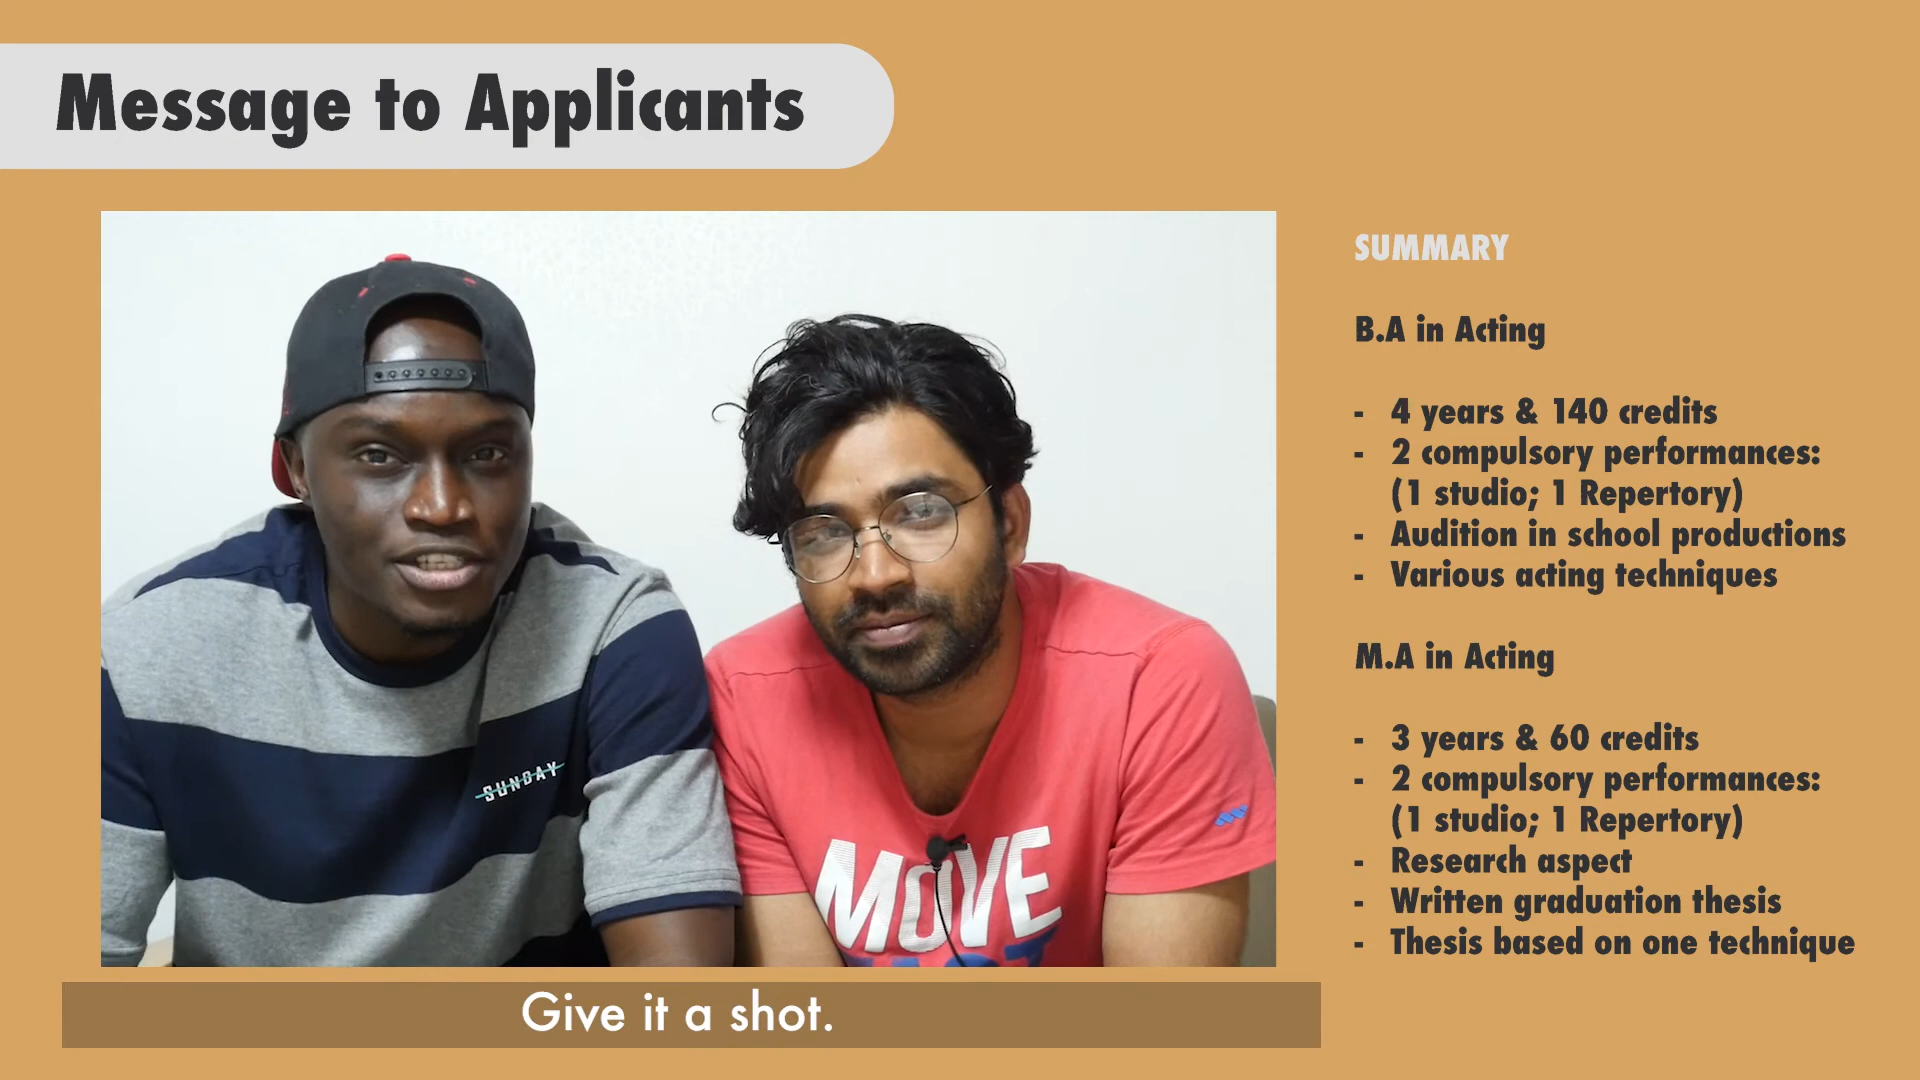 Message to Applicants
SUMMARY
B.A in Acting
- 4 years & 140 credits
- 2 compulsory performances:
(1 studio; 1 Repertory)
- Audition in school productions
- Various acting techniques
M.A in Acting
- 3 years & 60 credits
- 2 compulsory performances:
(1 studio; 1 Repertory)
- Research aspect
- Written graduation thesis
- Thesis based on one technique
SUNDAY
MOVE
Give it a shot.